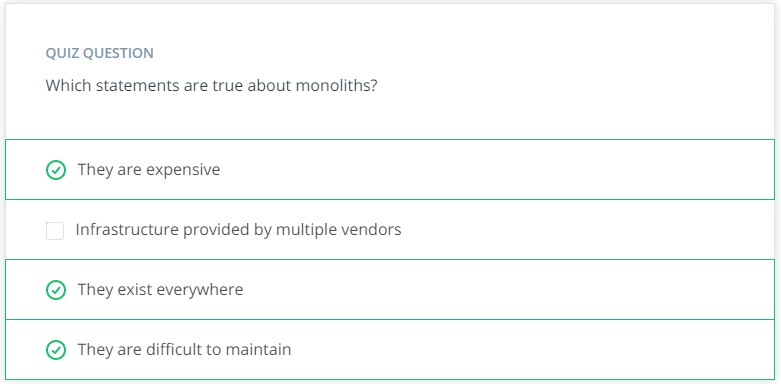 QUIZ QUESTION
Which statements are true about monoliths?
They are expensive
Infrastructure provided by multiple vendors
They exist everywhere
They are difficult to maintain